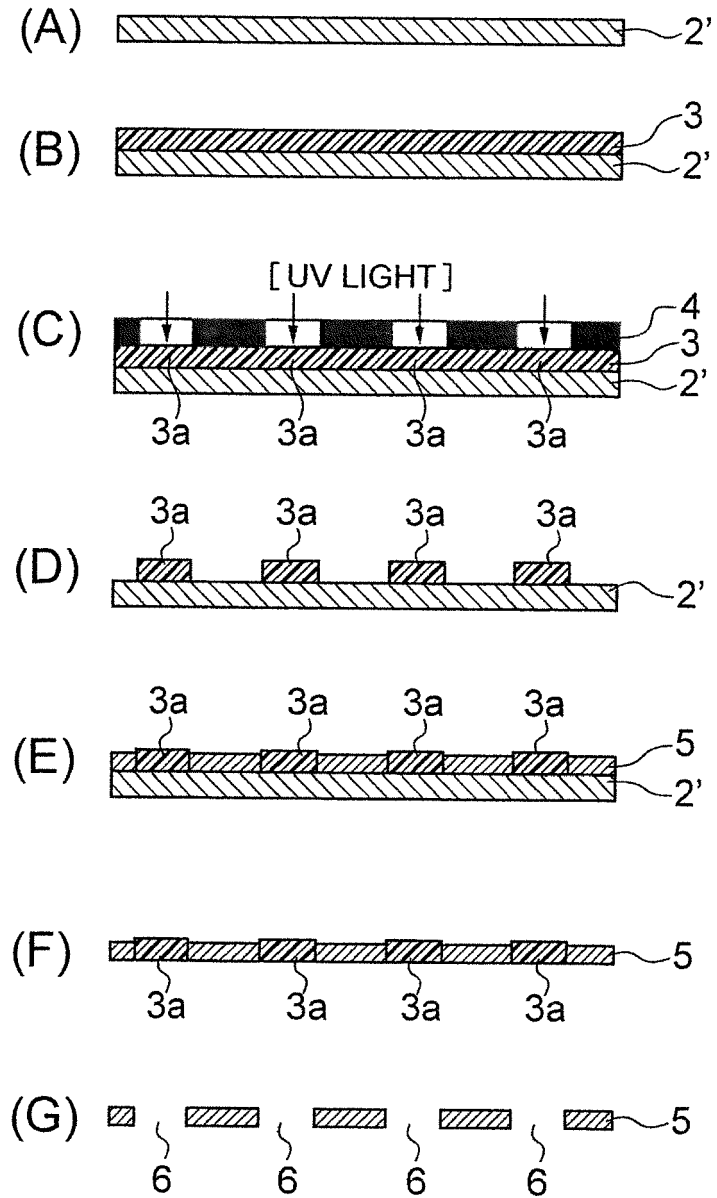 (A) 2’
(B) 3
2’
[ UV LIGHT ]
(C) 4
3
2’
3a 3a 3a 3a
3a 3a 3a 3a
(D) 2’
3a 3a 3a 3a
(E) 5
2’
(F) 5
3a 3a 3a 3a
(G) 5
6 6 6 6